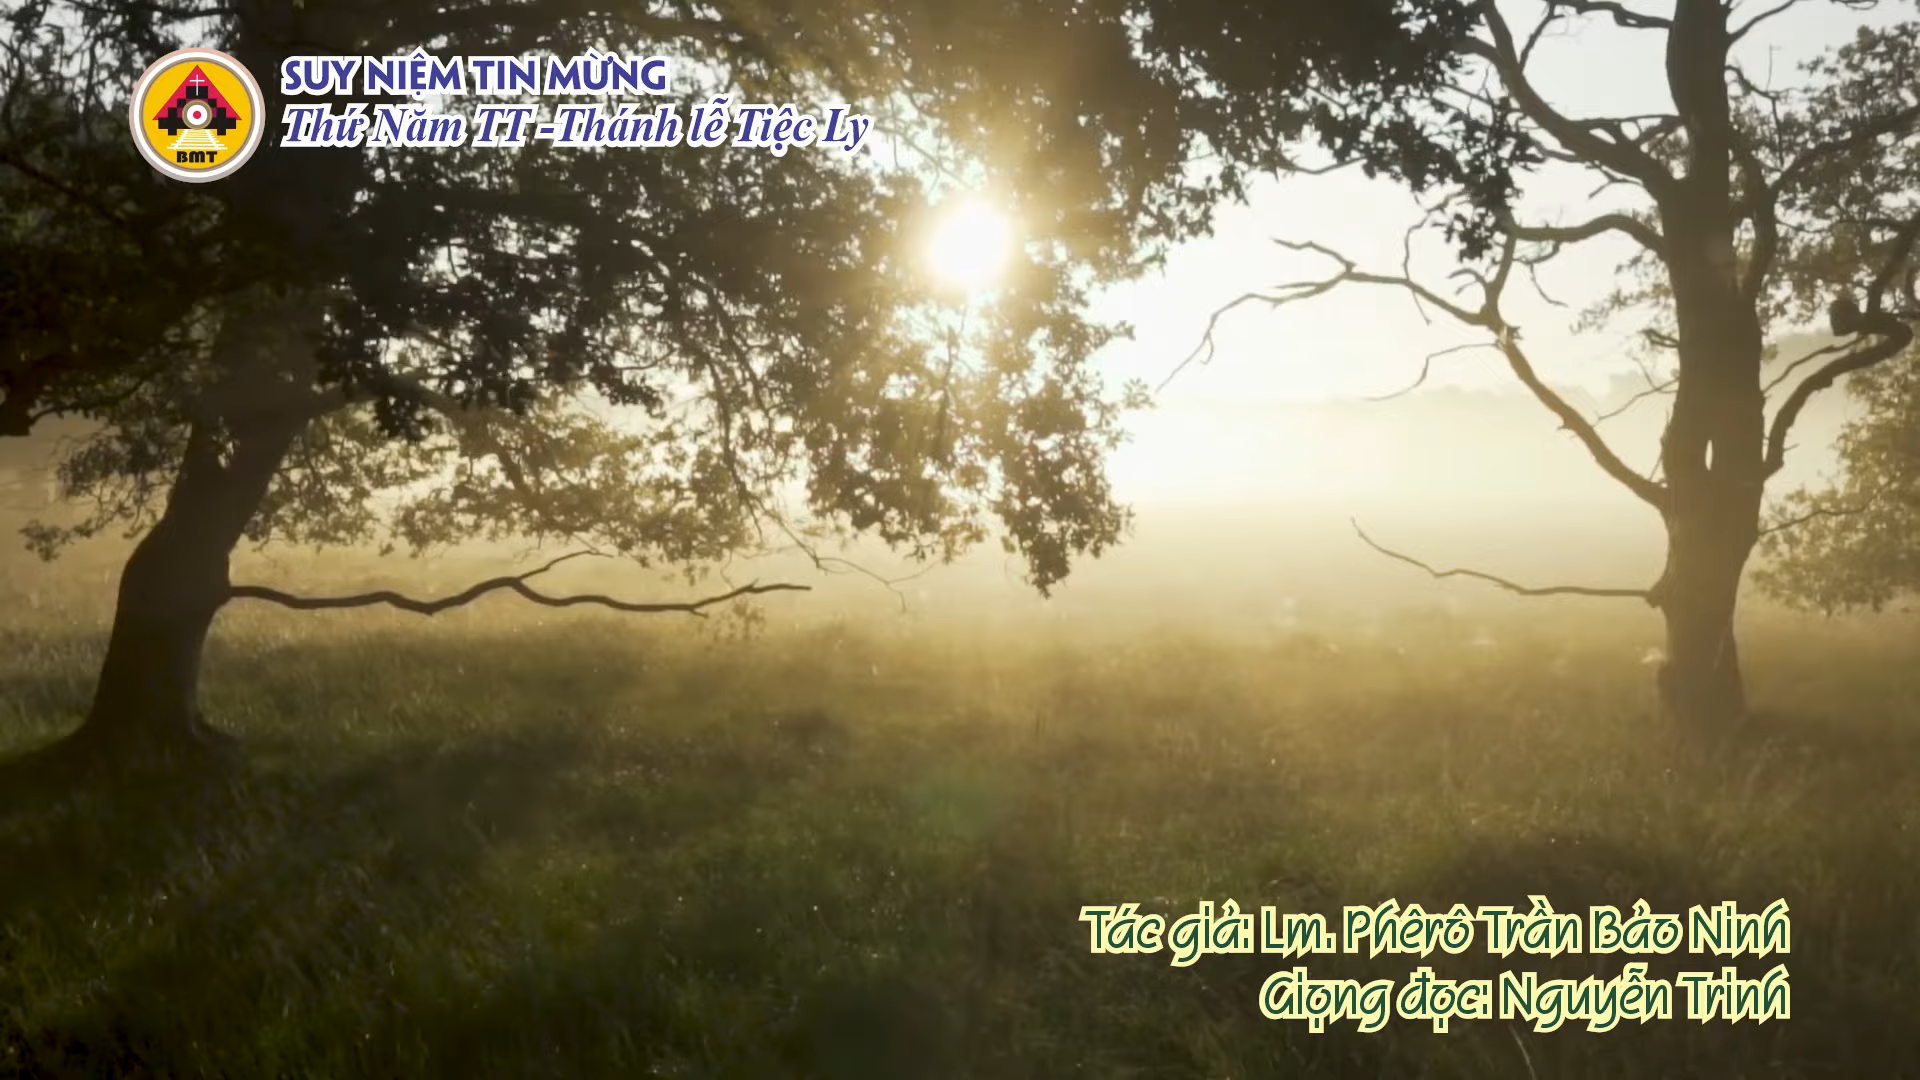 SUY NIỆM TIN MỪNG
Thứ Năm TT -Thánh lễ Tiệc Ly
BMT
Tác giả: Lm. Phêrô Trần Bảo Ninh
Giọng đọc: Nguyễn Trinh